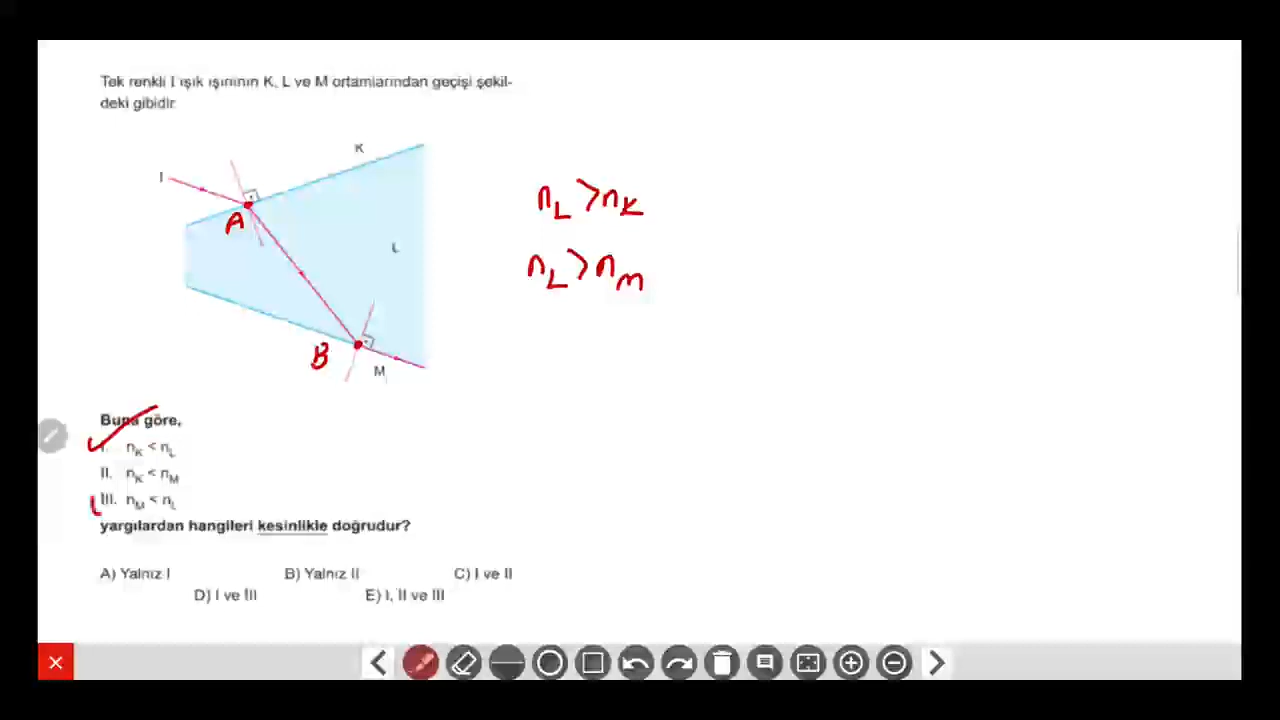 Tek renkli I ışık ışınının K, L ve M ortamlarından geçişi şekil-
deki gibidir.
K
I
A
L
B
M
n_L > n_K
n_L > n_M
Buna göre,
I. n_K < n_L
II. n_K < n_M
III. n_M < n_L
yargılardan hangileri kesinlikle doğrudur?
A) Yalnız I B) Yalnız II C) I ve II
D) I ve III E) I, II ve III